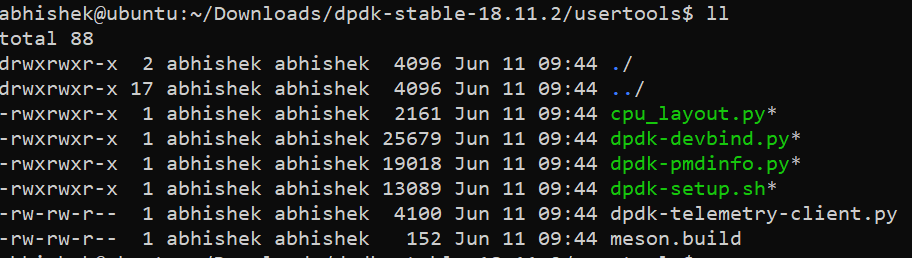 abhishek@ubuntu:~/Downloads/dpdk-stable-18.11.2/usertools$ ll
total 88
drwxrwxr-x  2 abhishek abhishek  4096 Jun 11 09:44 ./
drwxrwxr-x 17 abhishek abhishek  4096 Jun 11 09:44 ../
-rwxrwxr-x  1 abhishek abhishek  2161 Jun 11 09:44 cpu_layout.py*
-rwxrwxr-x  1 abhishek abhishek 25679 Jun 11 09:44 dpdk-devbind.py*
-rwxrwxr-x  1 abhishek abhishek 19018 Jun 11 09:44 dpdk-pmdinfo.py*
-rwxrwxr-x  1 abhishek abhishek 13089 Jun 11 09:44 dpdk-setup.sh*
-rw-rw-r--  1 abhishek abhishek  4100 Jun 11 09:44 dpdk-telemetry-client.py
-rw-rw-r--  1 abhishek abhishek   152 Jun 11 09:44 meson.build